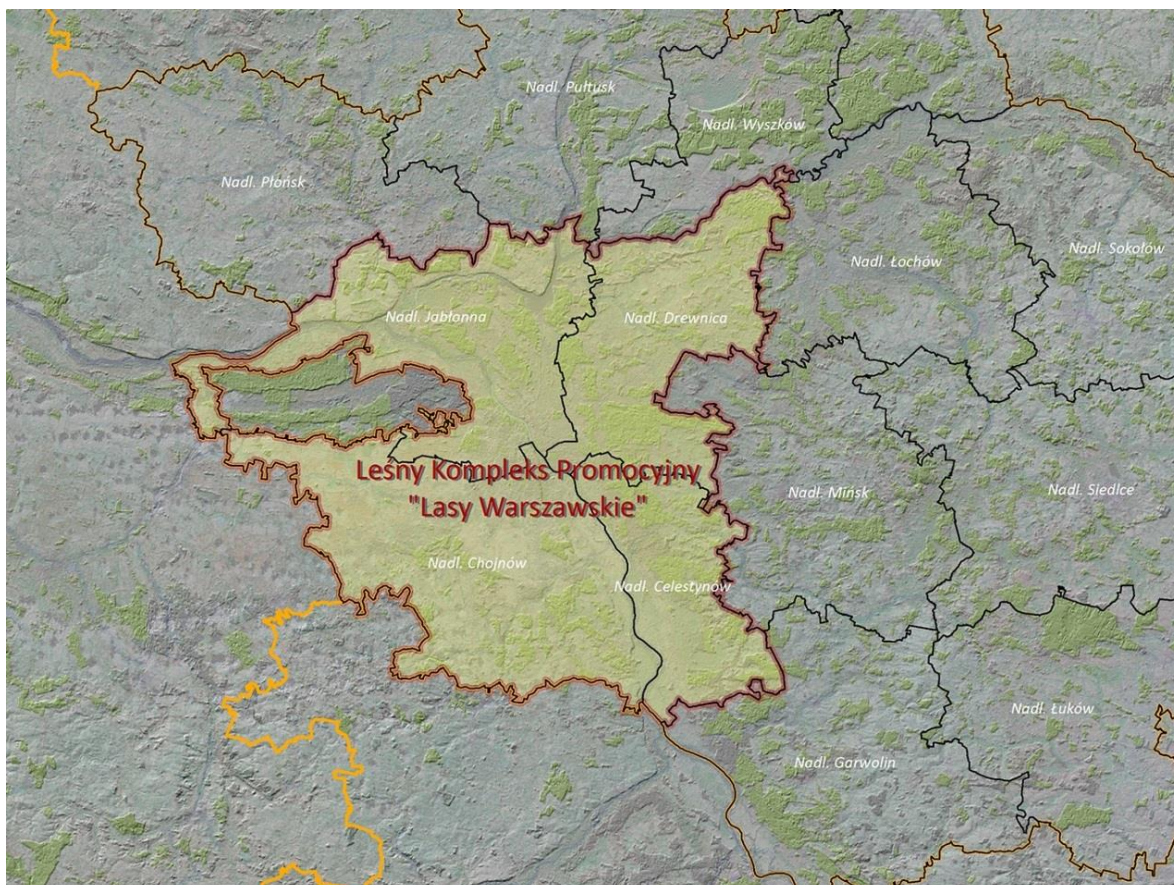 Nadl. Pułtusk
Nadl. Wyszków
Nadl. Płońsk
Nadl. Sokołów
Nadl. Łochów
Nadl. Jabłonna
Nadl. Drewnica
Leśny Kompleks Promocyjny
"Lasy Warszawskie"
Nadl. Mińsk
Nadl. Siedlce
Nadl. Chojnów
Nadl. Celestynów
Nadl. Łuków
Nadl. Garwolin